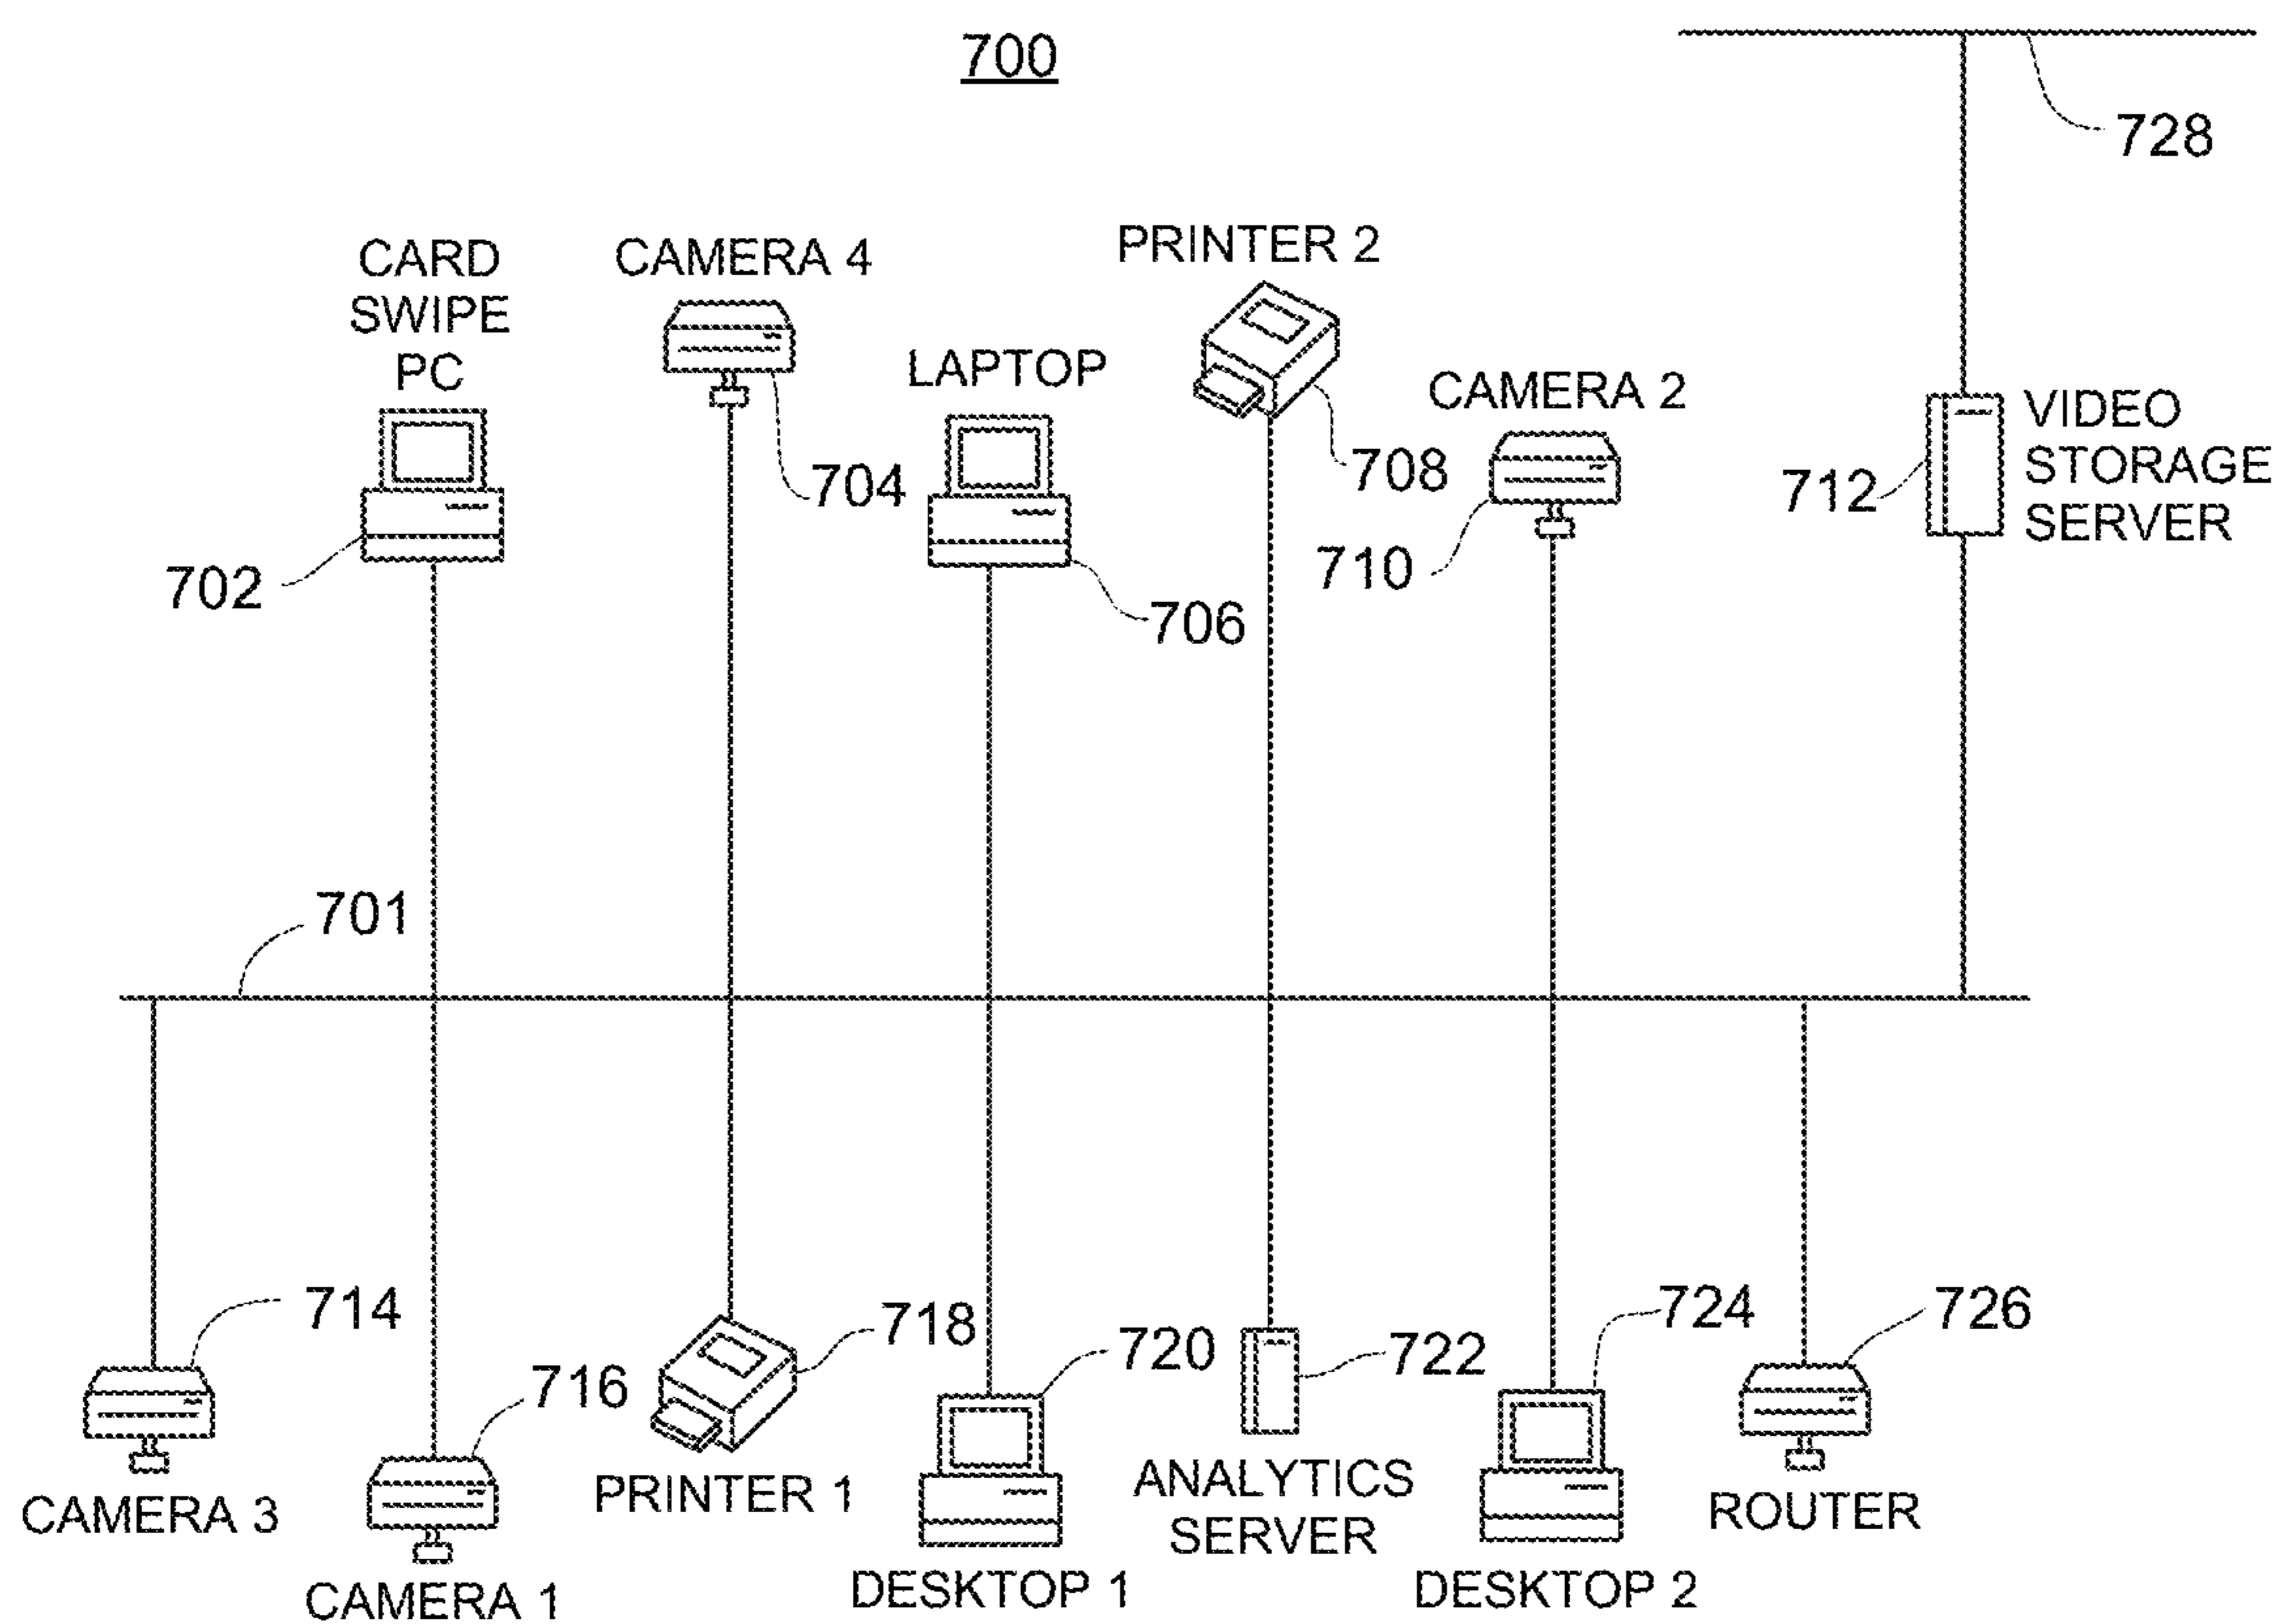 700
728
CARD
SWIPE
PC
CAMERA 4
LAPTOP
PRINTER 2
CAMERA 2
VIDEO
STORAGE
SERVER
702
704
706
708
710
712
701
714
716
718
720
722
724
726
CAMERA 3
CAMERA 1
PRINTER 1
DESKTOP 1
ANALYTICS
SERVER
DESKTOP 2
ROUTER